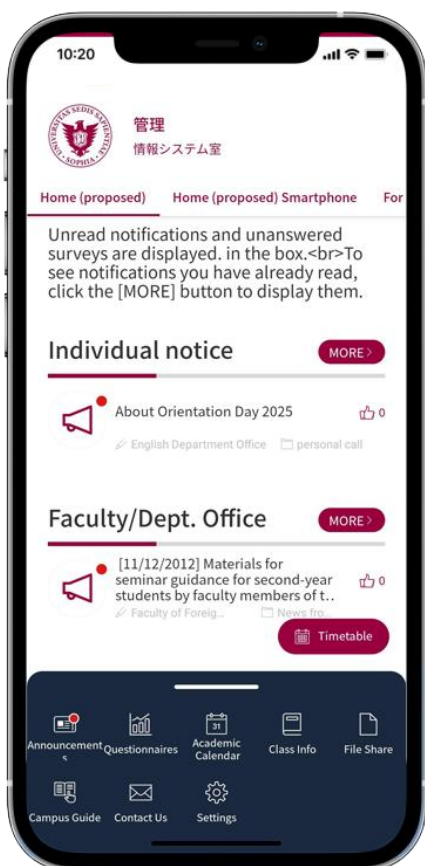 10:20
UNIVERSITAS SEDIS SAPIENTIAE
SOPHIA
管理
情報システム室
Home (proposed) Home (proposed) Smartphone For
Unread notifications and unanswered
surveys are displayed. in the box.<br>To
see notifications you have already read,
click the [MORE] button to display them.
Individual notice MORE >
About Orientation Day 2025 0
English Department Office personal call
Faculty/Dept. Office MORE >
[11/12/2012] Materials for
seminar guidance for second-year
students by faculty members of t.. 0
Faculty of Foreig... News fro...
Timetable
31
Announcement
s
Questionnaires
Academic
Calendar
Class Info
File Share
Campus Guide
Contact Us
Settings